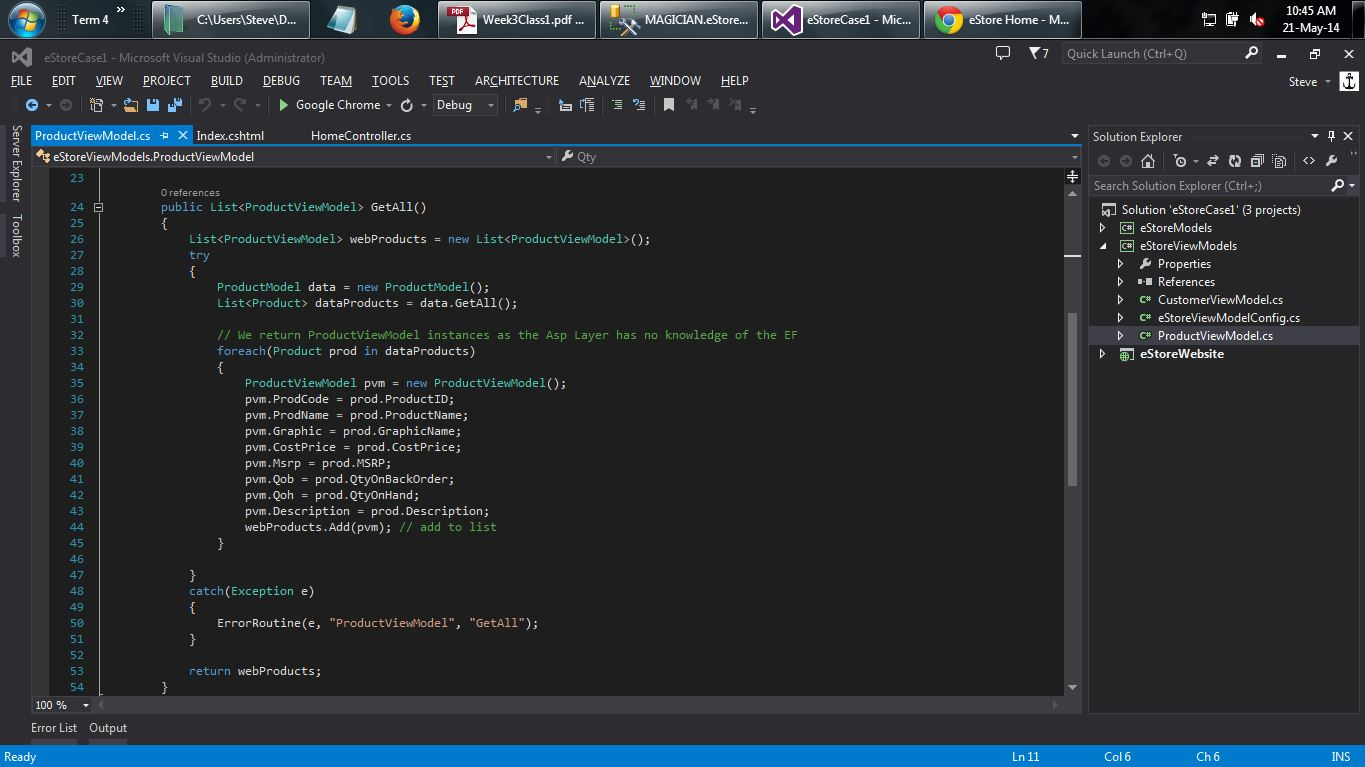 Term 4
»
C:\Users\Steve\D...
Week3Class1.pdf ...
MAGICIAN.eStore...
eStoreCase1 - Mic...
eStore Home - M...
10:45 AM
21-May-14
eStoreCase1 - Microsoft Visual Studio (Administrator)
7
Quick Launch (Ctrl+Q)
FILE EDIT VIEW PROJECT BUILD DEBUG TEAM TOOLS TEST ARCHITECTURE ANALYZE WINDOW HELP
Steve
Google Chrome
Debug
Server Explorer
Toolbox
ProductViewModel.cs
Index.cshtml
HomeController.cs
eStoreViewModels.ProductViewModel
Qty
23
0 references
24 public List<ProductViewModel> GetAll()
25 {
26 List<ProductViewModel> webProducts = new List<ProductViewModel>();
27 try
28 {
29 ProductModel data = new ProductModel();
30 List<Product> dataProducts = data.GetAll();
31
32 // We return ProductViewModel instances as the Asp Layer has no knowledge of the EF
33 foreach(Product prod in dataProducts)
34 {
35 ProductViewModel pvm = new ProductViewModel();
36 pvm.ProdCode = prod.ProductID;
37 pvm.ProdName = prod.ProductName;
38 pvm.Graphic = prod.GraphicName;
39 pvm.CostPrice = prod.CostPrice;
40 pvm.Msrp = prod.MSRP;
41 pvm.Qob = prod.QtyOnBackOrder;
42 pvm.Qoh = prod.QtyOnHand;
43 pvm.Description = prod.Description;
44 webProducts.Add(pvm); // add to list
45 }
46
47 }
48 catch(Exception e)
49 {
50 ErrorRoutine(e, "ProductViewModel", "GetAll");
51 }
52
53 return webProducts;
54 }
100 %
Solution Explorer
Search Solution Explorer (Ctrl+;)
Solution 'eStoreCase1' (3 projects)
C# eStoreModels
C# eStoreViewModels
Properties
References
C# CustomerViewModel.cs
C# eStoreViewModelConfig.cs
C# ProductViewModel.cs
eStoreWebsite
Error List
Output
Ready
Ln 11
Col 6
Ch 6
INS